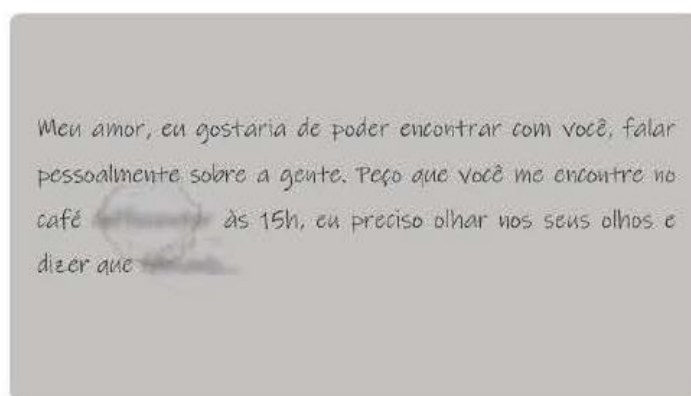 Meu amor, eu gostaria de poder encontrar com você, falar
pessoalmente sobre a gente. Peço que você me encontre no
café às 15h, eu preciso olhar nos seus olhos e
dizer que